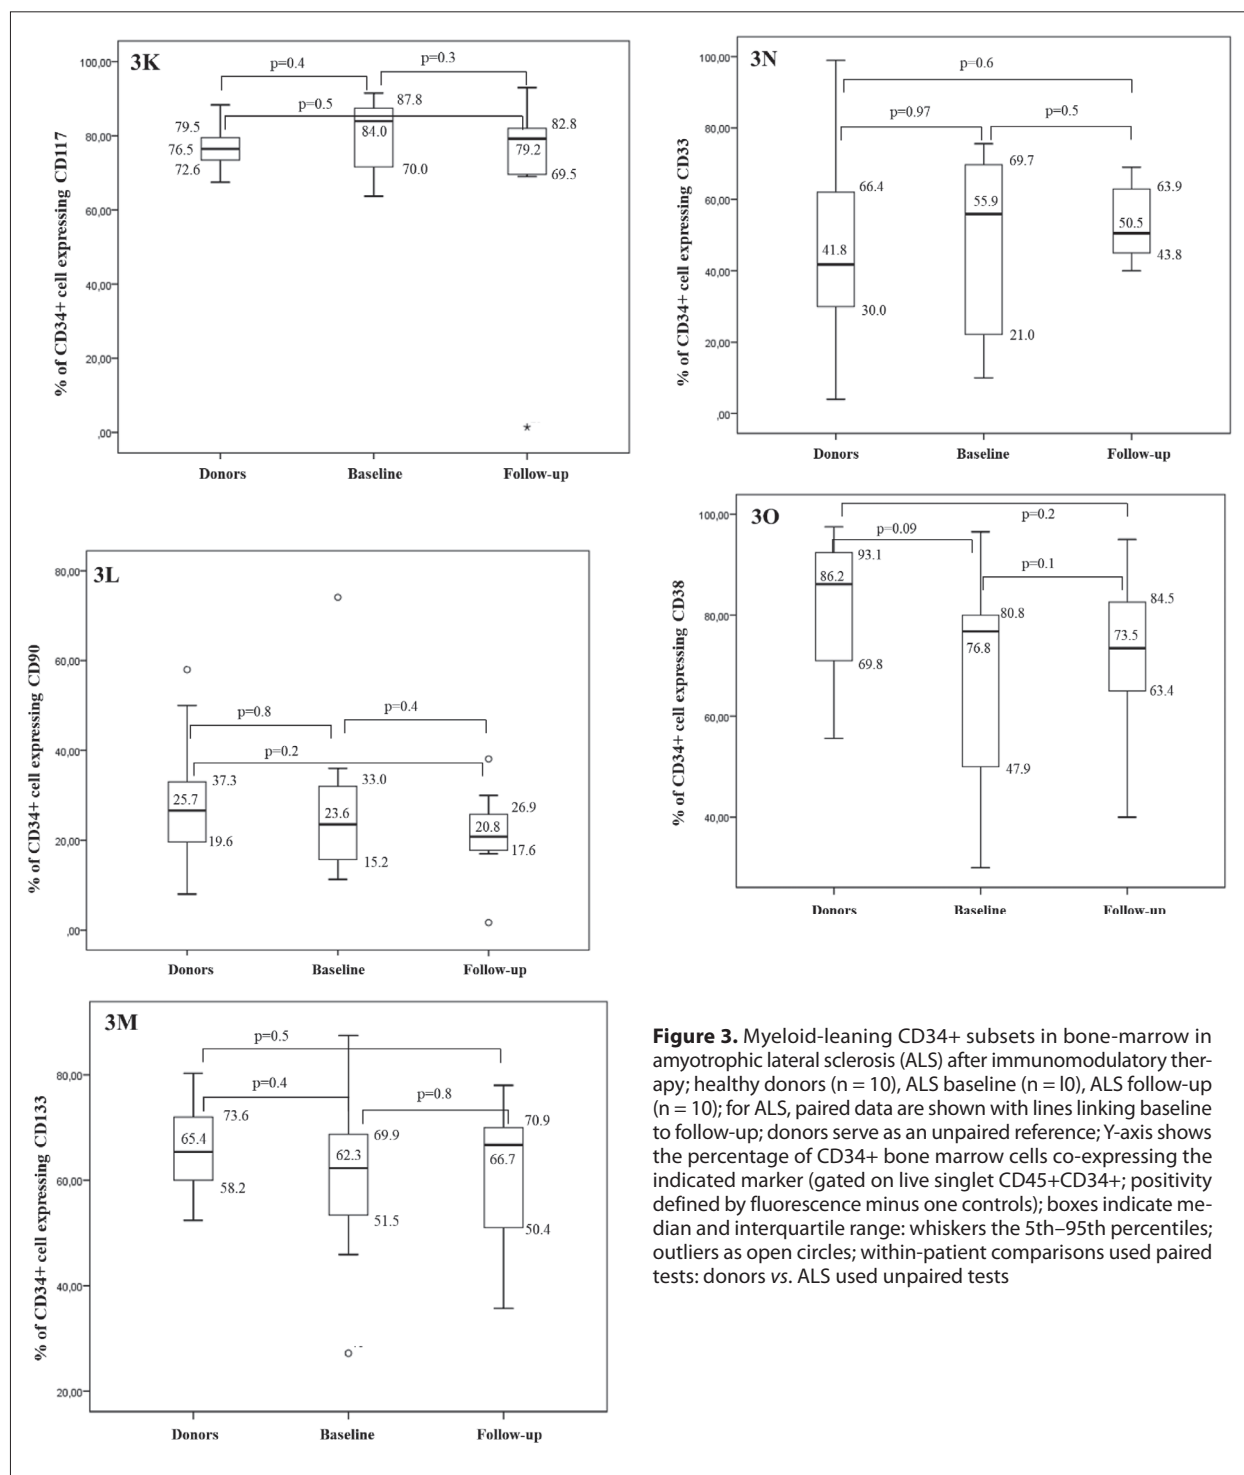 3K
p=0.4
p=0.3
p=0.5
100,00
80,00
60,00
40,00
20,00
,00
% of CD34+ cell expressing CD117
79.5
76.5
72.6
87.8
84.0
70.0
82.8
79.2
69.5
*
Donors Baseline Follow-up
3N
p=0.6
p=0.97
p=0.5
100,00
80,00
60,00
40,00
20,00
,00
% of CD34+ cell expressing CD33
66.4
41.8
30.0
69.7
55.9
21.0
63.9
50.5
43.8
Donors Baseline Follow-up
3L
p=0.8
p=0.4
p=0.2
80,00
60,00
40,00
20,00
,00
% of CD34+ cell expressing CD90
37.3
25.7
19.6
33.0
23.6
15.2
26.9
20.8
17.6
Donors Baseline Follow-up
3O
p=0.2
p=0.09
p=0.1
100,00
80,00
60,00
40,00
% of CD34+ cell expressing CD38
93.1
86.2
69.8
80.8
76.8
47.9
84.5
73.5
63.4
Donors Baseline Follow-up
3M
p=0.5
p=0.4
p=0.8
80,00
60,00
40,00
20,00
% of CD34+ cell expressing CD133
73.6
65.4
58.2
69.9
62.3
51.5
70.9
66.7
50.4
Donors Baseline Follow-up
Figure 3. Myeloid-leaning CD34+ subsets in bone-marrow in
amyotrophic lateral sclerosis (ALS) after immunomodulatory ther-
apy; healthy donors (n = 10), ALS baseline (n = l0), ALS follow-up
(n = 10); for ALS, paired data are shown with lines linking baseline
to follow-up; donors serve as an unpaired reference; Y-axis shows
the percentage of CD34+ bone marrow cells co-expressing the
indicated marker (gated on live singlet CD45+CD34+; positivity
defined by fluorescence minus one controls); boxes indicate me-
dian and interquartile range: whiskers the 5th–95th percentiles;
outliers as open circles; within-patient comparisons used paired
tests: donors vs. ALS used unpaired tests